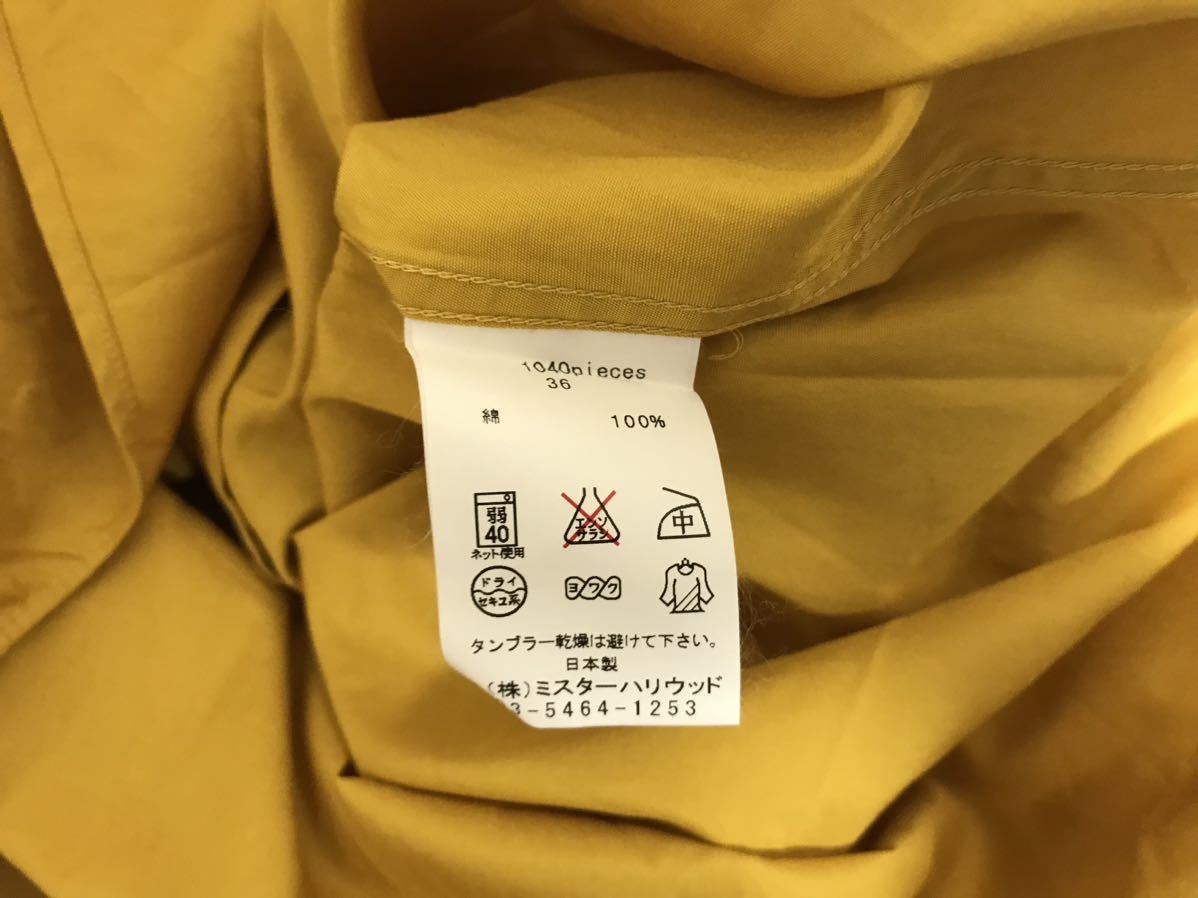 1040pieces
36
綿 100%
弱
40
ネット使用
エンソ
サラシ
中
ドライ
セキユ系
ヨワク
タンブラー乾燥は避けて下さい。
日本製
(株)ミスターハリウッド
3-5464-1253